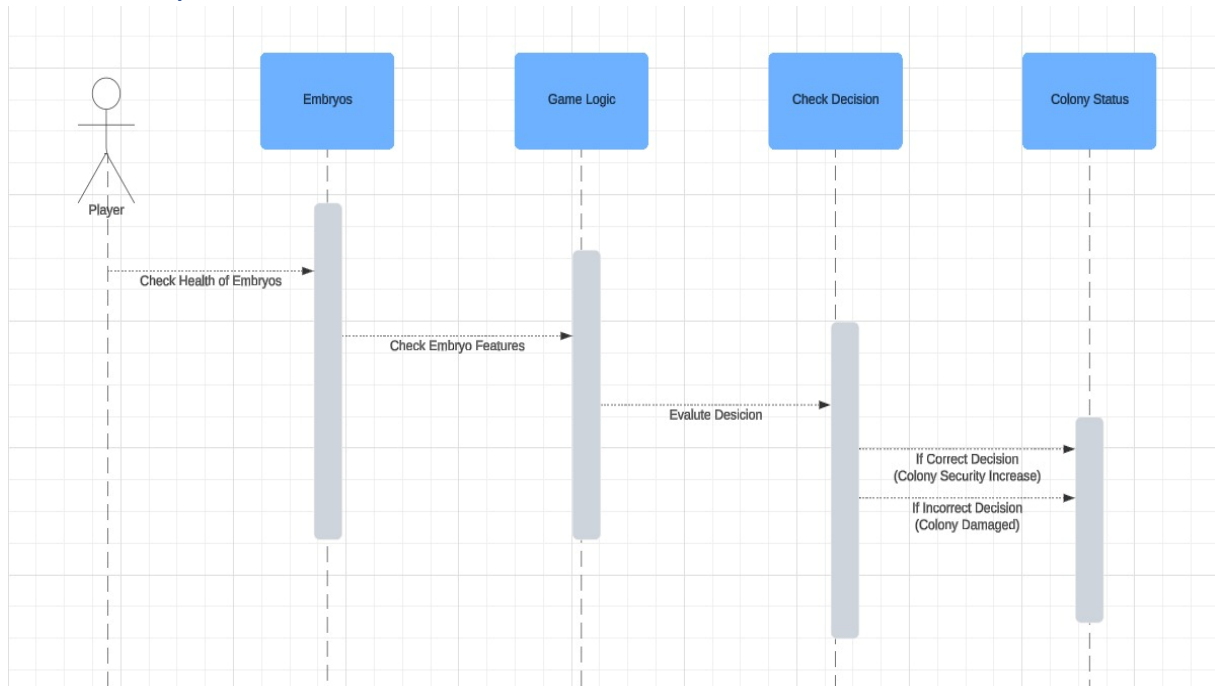 Embryos
Game Logic
Check Decision
Colony Status
Player
Check Health of Embryos
Check Embryo Features
Evalute Desicion
If Correct Decision
(Colony Security Increase)
If Incorrect Decision
(Colony Damaged)